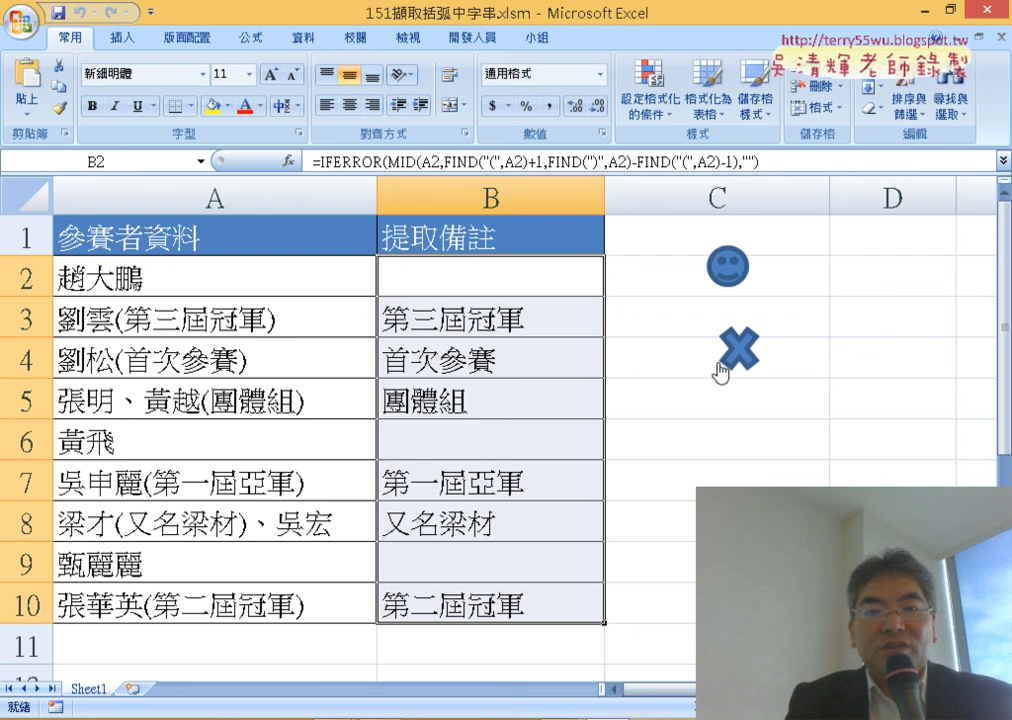 151擷取括弧中字串.xlsm - Microsoft Excel
常用 插入 版面配置 公式 資料 校閱 檢視 開發人員 小組
http://terry55wu.blogspot.tw
吳清輝老師錄製
貼上 新細明體 11 通用格式 設定格式化的條件 格式化為表格 儲存格樣式 刪除 格式 排序與篩選 尋找與選取
剪貼簿 字型 對齊方式 數值 樣式 儲存格 編輯
B2 fx =IFERROR(MID(A2,FIND("(",A2)+1,FIND(")",A2)-FIND("(",A2)-1),"")
A B C D
1 參賽者資料 提取備註
2 趙大鵬
3 劉雲(第三屆冠軍) 第三屆冠軍
4 劉松(首次參賽) 首次參賽
5 張明、黃越(團體組) 團體組
6 黃飛
7 吳申麗(第一屆亞軍) 第一屆亞軍
8 梁才(又名梁材)、吳宏 又名梁材
9 甄麗麗
10 張華英(第二屆冠軍) 第二屆冠軍
11
Sheet1
就緒